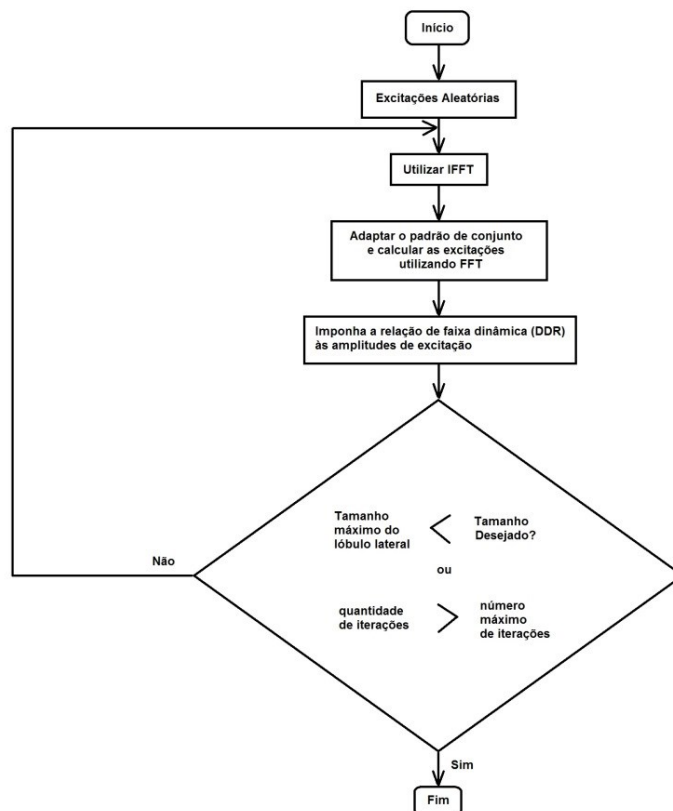 Início
Excitações Aleatórias
Utilizar IFFT
Adaptar o padrão de conjunto
e calcular as excitações
utilizando FFT
Imponha a relação de faixa dinâmica (DDR)
às amplitudes de excitação
Tamanho
máximo do
lóbulo lateral
<
Tamanho
Desejado?
ou
quantidade
de iterações
>
número
máximo
de iterações
Não
Sim
Fim